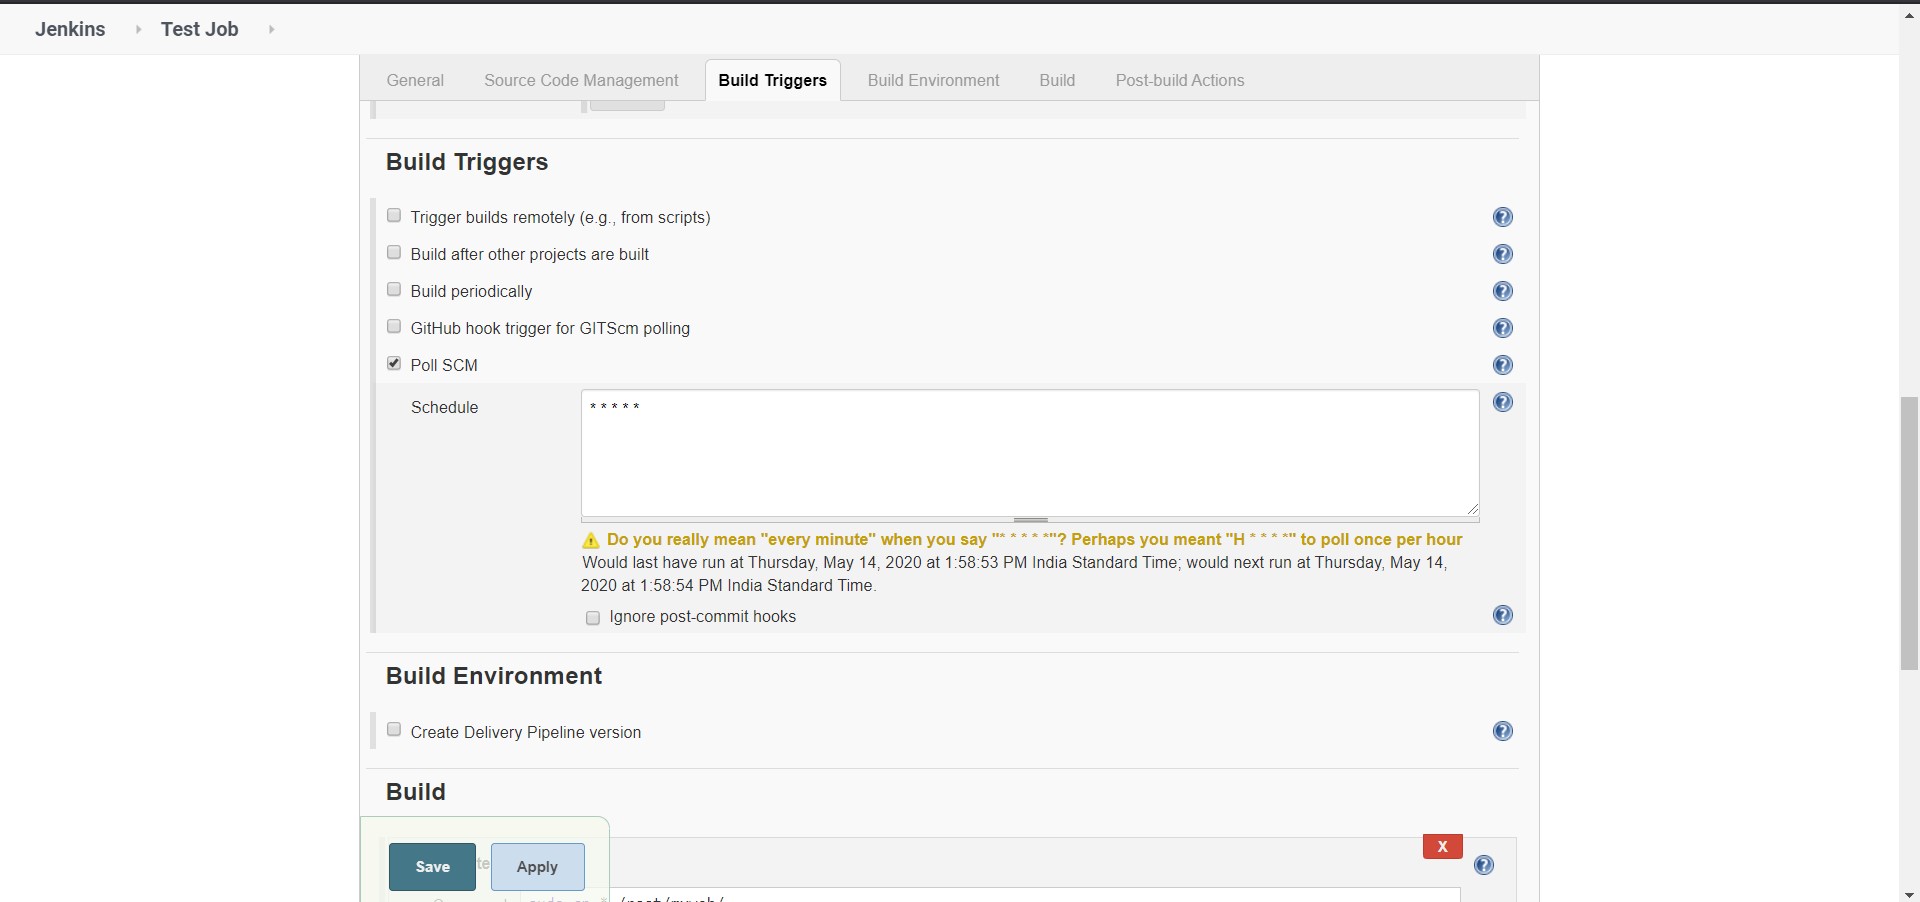 Jenkins Test Job
General Source Code Management Build Triggers Build Environment Build Post-build Actions
Build Triggers
Trigger builds remotely (e.g., from scripts)
Build after other projects are built
Build periodically
GitHub hook trigger for GITScm polling
Poll SCM
Schedule * * * * *
Do you really mean "every minute" when you say "* * * * *"? Perhaps you meant "H * * * *" to poll once per hour
Would last have run at Thursday, May 14, 2020 at 1:58:53 PM India Standard Time; would next run at Thursday, May 14,
2020 at 1:58:54 PM India Standard Time.
Ignore post-commit hooks
Build Environment
Create Delivery Pipeline version
Build
X
Save Apply